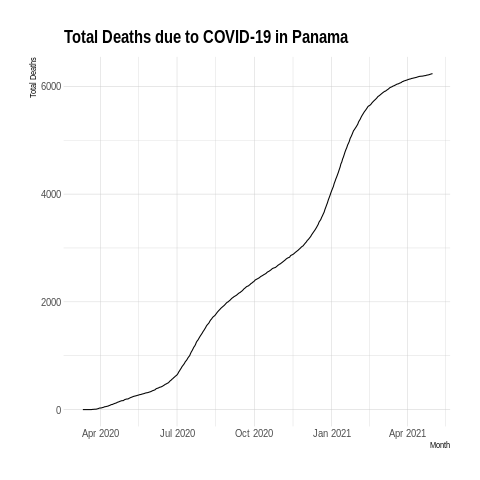 Total Deaths due to COVID-19 in Panama
Total Deaths
6000
4000
2000
0
Apr 2020 Jul 2020 Oct 2020 Jan 2021 Apr 2021
Month